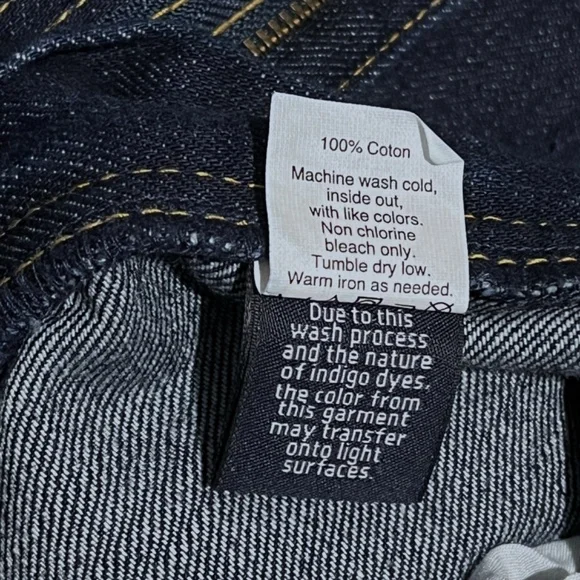 100% Coton
Machine wash cold,
inside out,
with like colors.
Non chlorine
bleach only.
Tumble dry low.
Warm iron as needed.
Due to this
wash process
and the nature
of indigo dyes,
the color from
this garment
may transfer
onto light
surfaces.